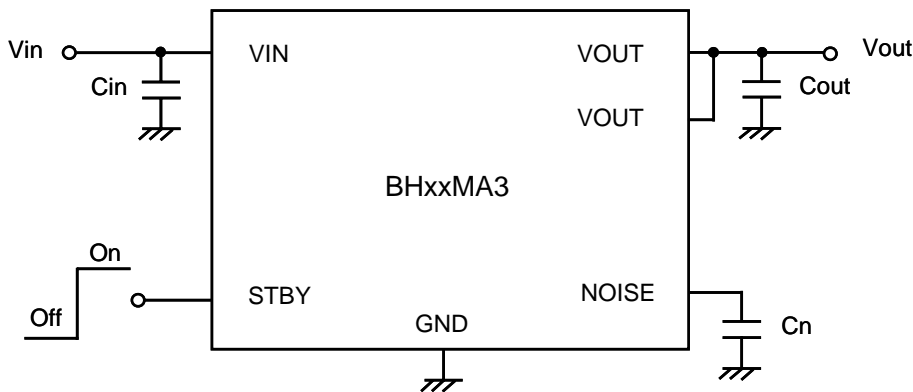 Vin
VIN
VOUT
Vout
Cin
Cout
VOUT
BHxxMA3
On
Off
STBY
NOISE
GND
Cn